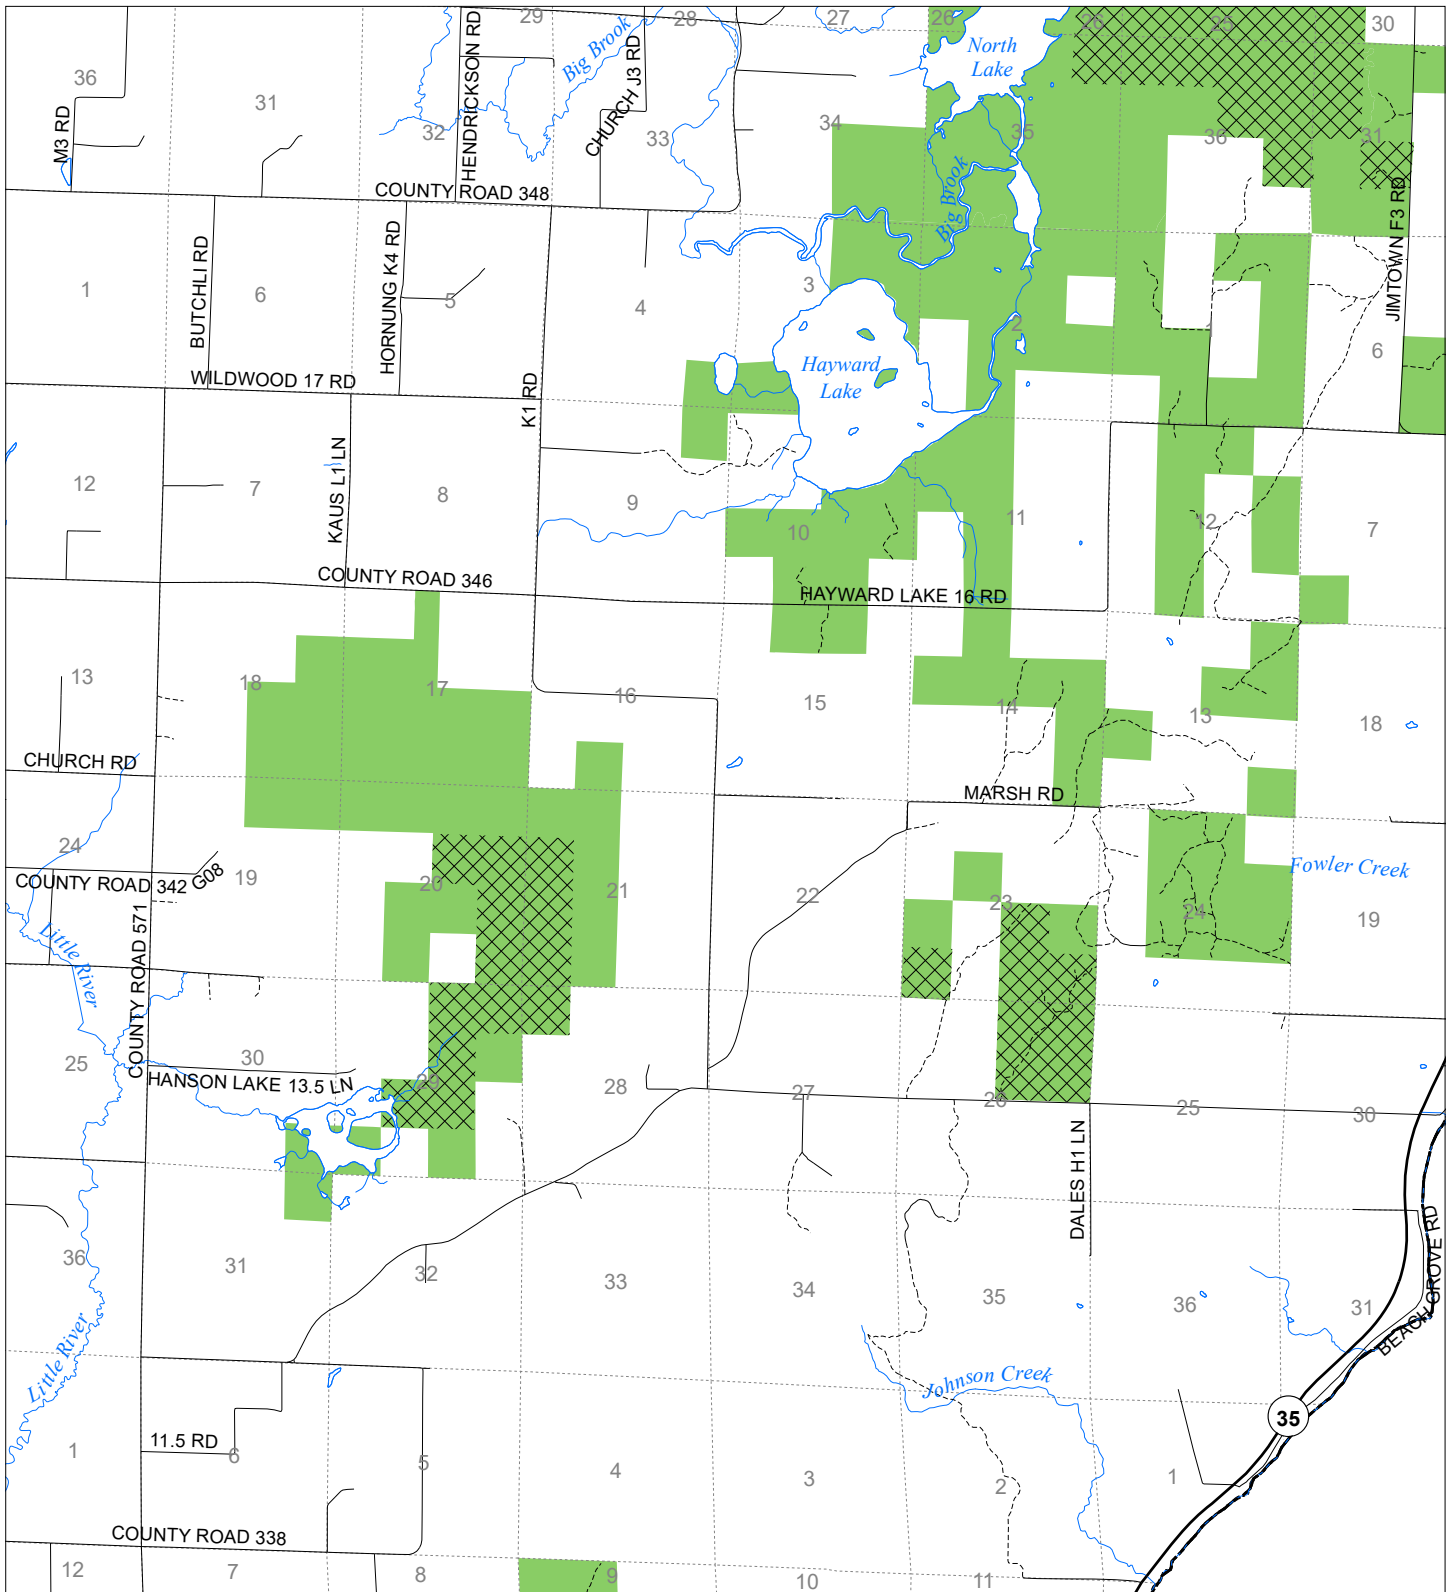 29
28
27
26
26
25
30
North
Lake
HENDRICKSON RD
Big Brook
CHURCH J3 RD
36
31
32
33
34
35
36
31
M3 RD
COUNTY ROAD 348
Big Brook
JIMTOWN F3 RD
BUTCHLI RD
HORNUNG K4 RD
1
6
5
4
3
2
1
6
Hayward
Lake
WILDWOOD 17 RD
K1 RD
KAUS L1 LN
12
7
8
9
10
11
12
7
COUNTY ROAD 346
HAYWARD LAKE 16 RD
13
18
17
16
15
14
13
18
CHURCH RD
MARSH RD
24
19
20
21
22
23
24
19
COUNTY ROAD 342
G08
Fowler Creek
Little River
COUNTY ROAD 571
25
30
29
28
27
26
25
30
HANSON LAKE 13.5 LN
DALES H1 LN
36
31
32
33
34
35
36
31
BEACH GROVE RD
Little River
Johnson Creek
35
11.5 RD
1
6
5
4
3
2
1
COUNTY ROAD 338
12
7
8
9
10
11